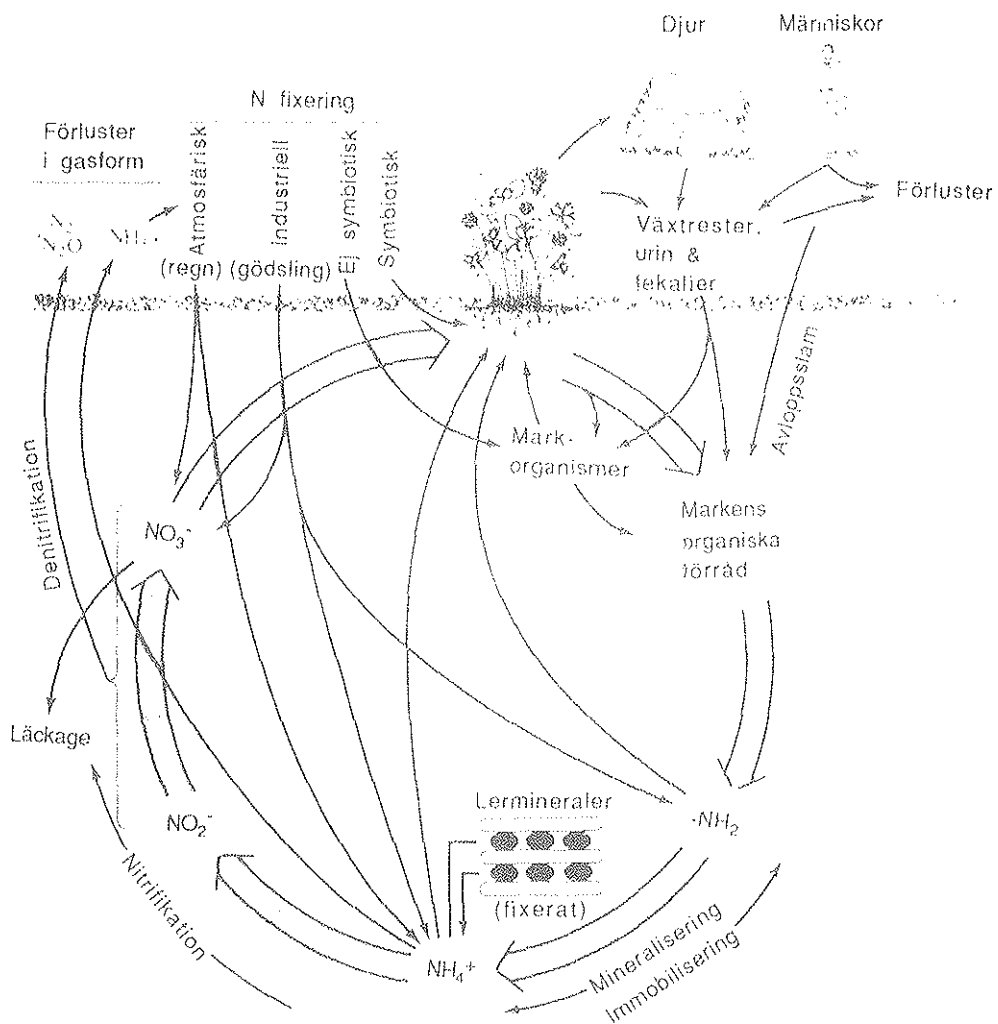 Djur
Människor
N fixering
Förluster
i gasform
Atmosfärisk
industriell
Ej symbiotisk
Symbiotisk
(regn)
(gödsling)
N₂
N₂O
Förluster
Växtrester,
urin &
fekalier
Avloppsslam
Mark-
organismer
Markens
organiska
förråd
Denitrifikation
NO₃⁻
Läckage
NO₂⁻
Nitrifikation
Lermineraler
(fixerat)
-NH₂
NH₄⁺
Mineralisering
Immobilisering